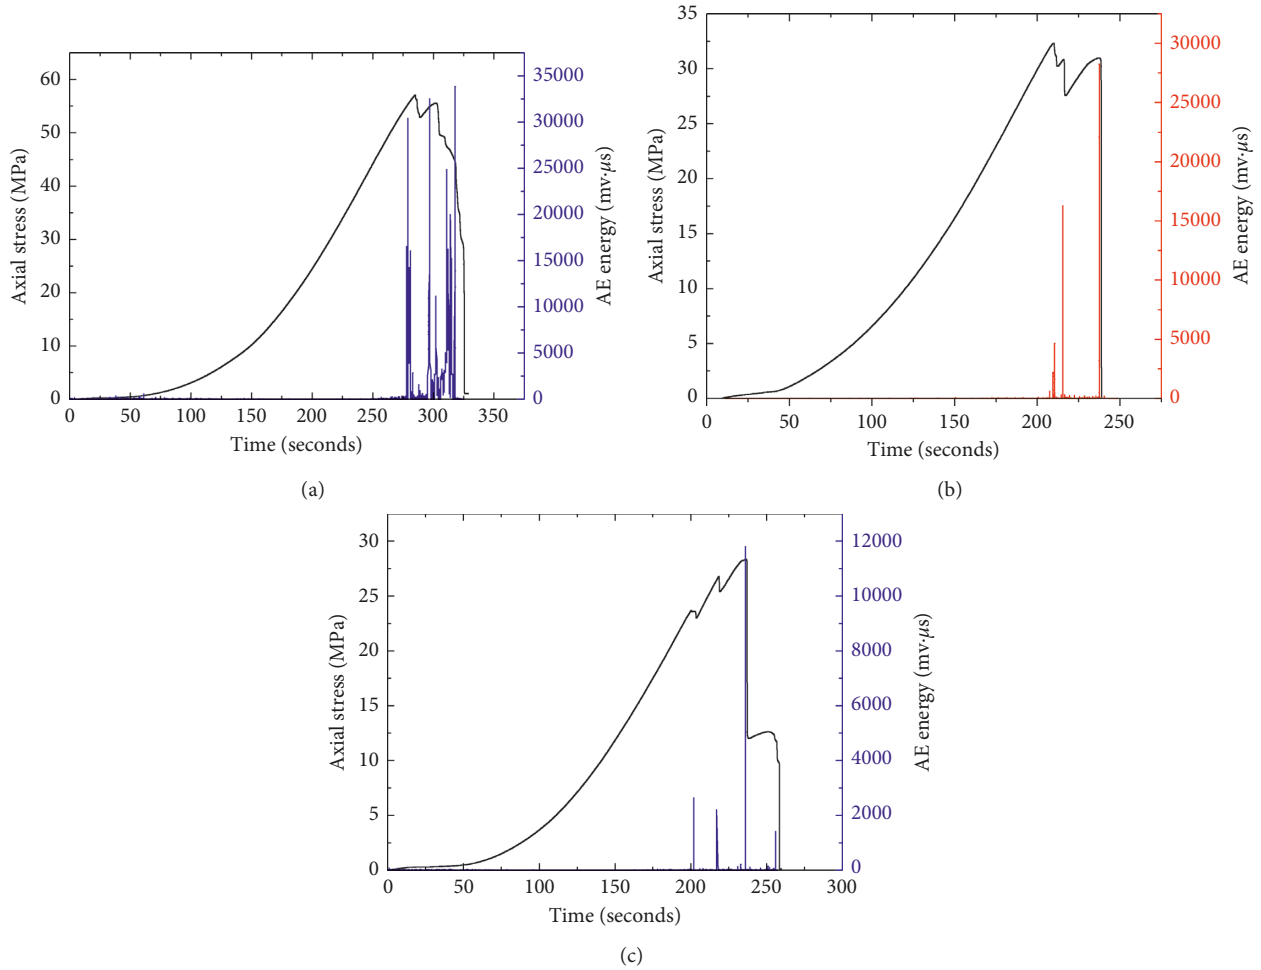 60
50
40
30
20
10
0
Axial stress (MPa)
35000
30000
25000
20000
15000
10000
5000
0
AE energy (mv·μs)
0 50 100 150 200 250 300 350
Time (seconds)
(a)
35
30
25
20
15
10
5
0
Axial stress (MPa)
30000
25000
20000
15000
10000
5000
0
AE energy (mv·μs)
0 50 100 150 200 250
Time (seconds)
(b)
30
25
20
15
10
5
0
Axial stress (MPa)
12000
10000
8000
6000
4000
2000
0
AE energy (mv·μs)
0 50 100 150 200 250 300
Time (seconds)
(c)